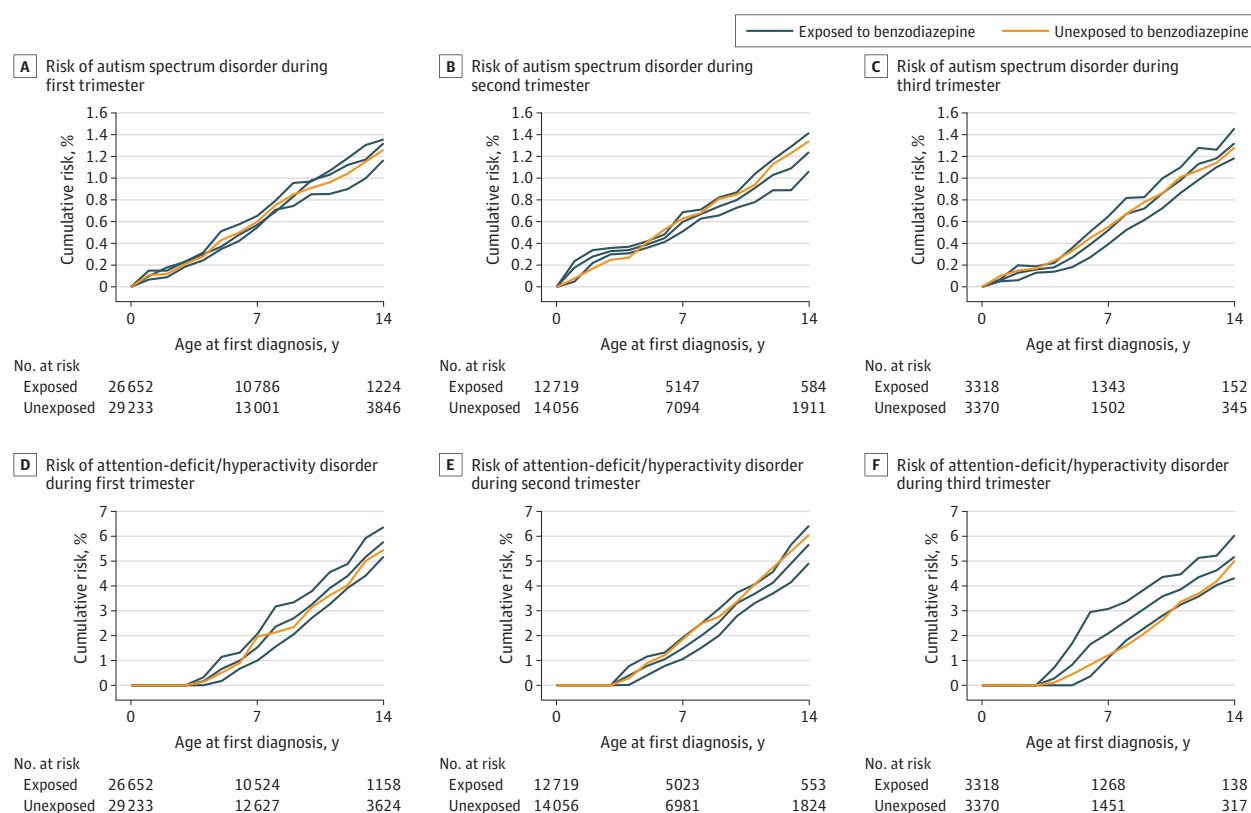 Exposed to benzodiazepine Unexposed to benzodiazepine
A Risk of autism spectrum disorder during
first trimester
Cumulative risk, %
1.6
1.4
1.2
1.0
0.8
0.6
0.4
0.2
0
0 7 14
Age at first diagnosis, y
No. at risk
Exposed 26652 10786 1224
Unexposed 29233 13001 3846
B Risk of autism spectrum disorder during
second trimester
Cumulative risk, %
1.6
1.4
1.2
1.0
0.8
0.6
0.4
0.2
0
0 7 14
Age at first diagnosis, y
No. at risk
Exposed 12719 5147 584
Unexposed 14056 7094 1911
C Risk of autism spectrum disorder during
third trimester
Cumulative risk, %
1.6
1.4
1.2
1.0
0.8
0.6
0.4
0.2
0
0 7 14
Age at first diagnosis, y
No. at risk
Exposed 3318 1343 152
Unexposed 3370 1502 345
D Risk of attention-deficit/hyperactivity disorder
during first trimester
Cumulative risk, %
7
6
5
4
3
2
1
0
0 7 14
Age at first diagnosis, y
No. at risk
Exposed 26652 10524 1158
Unexposed 29233 12627 3624
E Risk of attention-deficit/hyperactivity disorder
during second trimester
Cumulative risk, %
7
6
5
4
3
2
1
0
0 7 14
Age at first diagnosis, y
No. at risk
Exposed 12719 5023 553
Unexposed 14056 6981 1824
F Risk of attention-deficit/hyperactivity disorder
during third trimester
Cumulative risk, %
7
6
5
4
3
2
1
0
0 7 14
Age at first diagnosis, y
No. at risk
Exposed 3318 1268 138
Unexposed 3370 1451 317